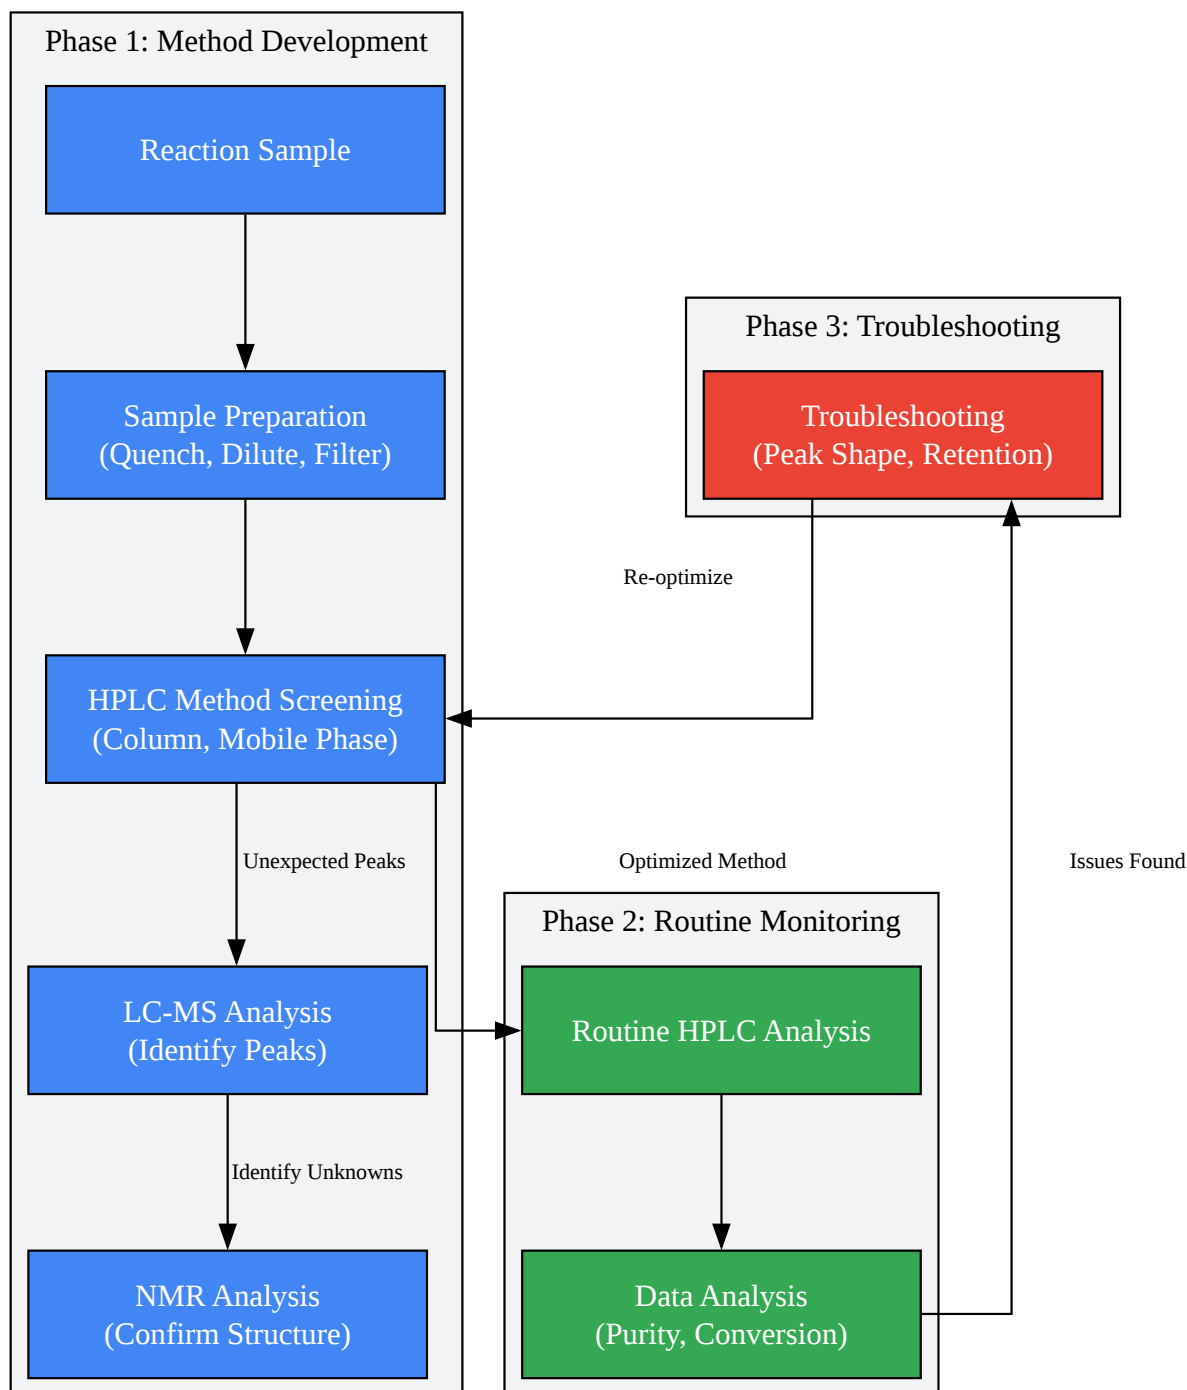 Phase 1: Method Development
Reaction Sample
Sample Preparation
(Quench, Dilute, Filter)
HPLC Method Screening
(Column, Mobile Phase)
Unexpected Peaks
LC-MS Analysis
(Identify Peaks)
Identify Unknowns
NMR Analysis
(Confirm Structure)
Optimized Method
Phase 2: Routine Monitoring
Routine HPLC Analysis
Data Analysis
(Purity, Conversion)
Issues Found
Phase 3: Troubleshooting
Troubleshooting
(Peak Shape, Retention)
Re-optimize